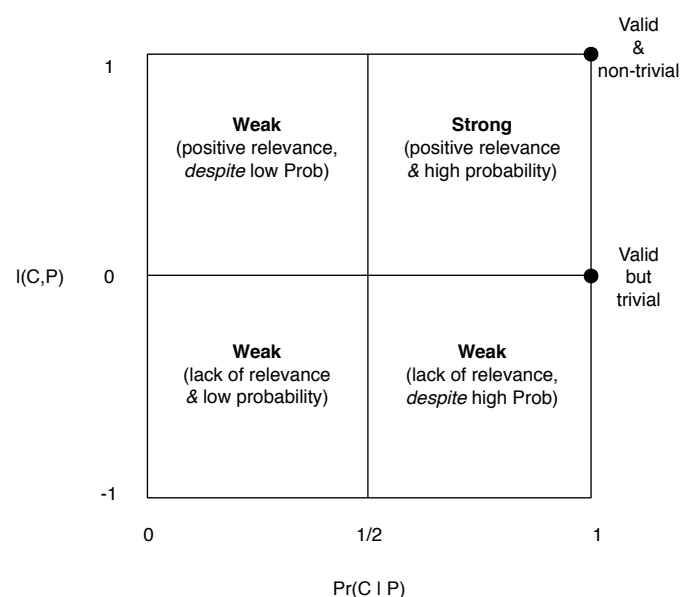 Valid
&
non-trivial
1
Weak
(positive relevance,
despite low Prob)
Strong
(positive relevance
& high probability)
I(C,P)
0
Valid
but
trivial
Weak
(lack of relevance
& low probability)
Weak
(lack of relevance,
despite high Prob)
-1
0
1/2
1
Pr(C | P)